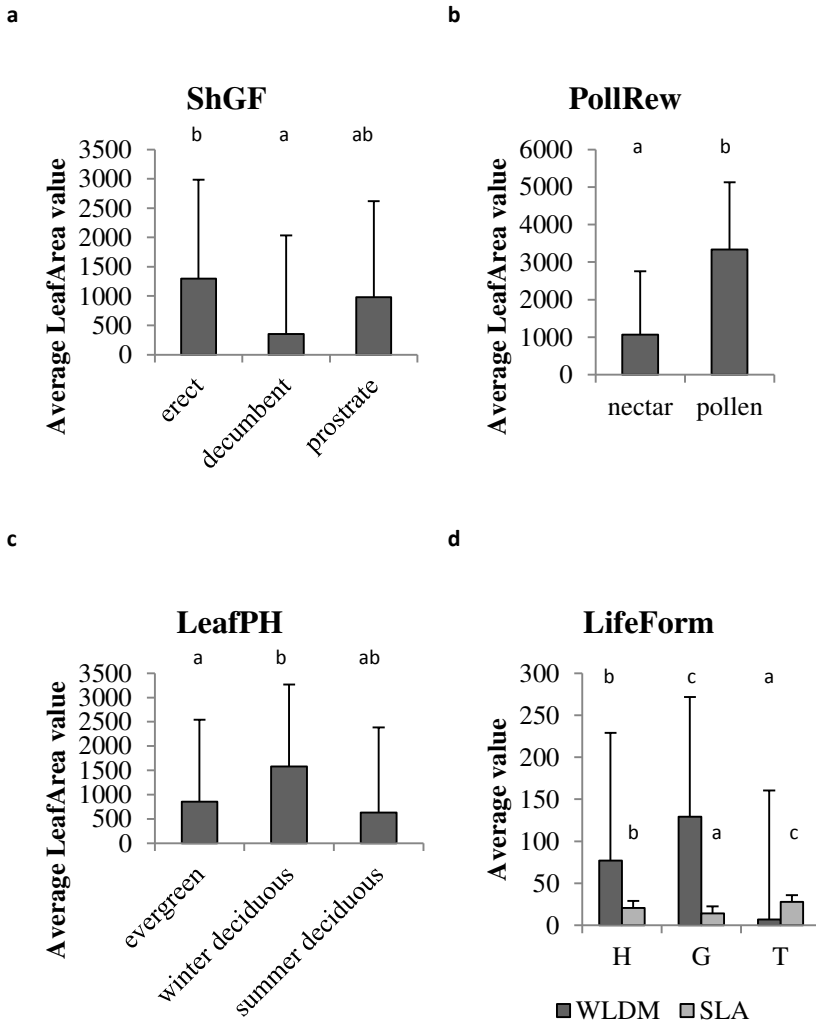 a
ShGF
b a ab
Average LeafArea value
3500
3000
2500
2000
1500
1000
500
0
erect
decumbent
prostrate
b
PollRew
a b
Average LeafArea value
6000
5000
4000
3000
2000
1000
0
nectar pollen
c
LeafPH
a b ab
Average LeafArea value
3500
3000
2500
2000
1500
1000
500
0
evergreen
winter deciduous
summer deciduous
d
LifeForm
b c a
b a c
Average value
300
250
200
150
100
50
0
H G T
WLDM SLA